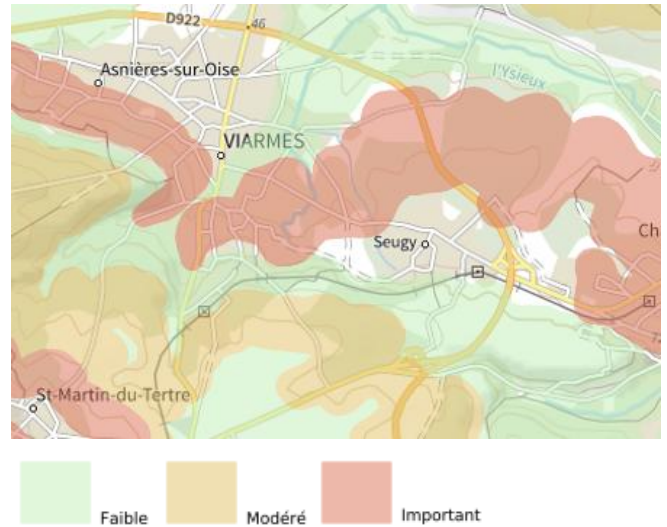 D922
46
Asnières-sur-Oise
l'Ysieux
VIARMES
Ch
Seugy
St-Martin-du-Tertre
Faible Modéré Important